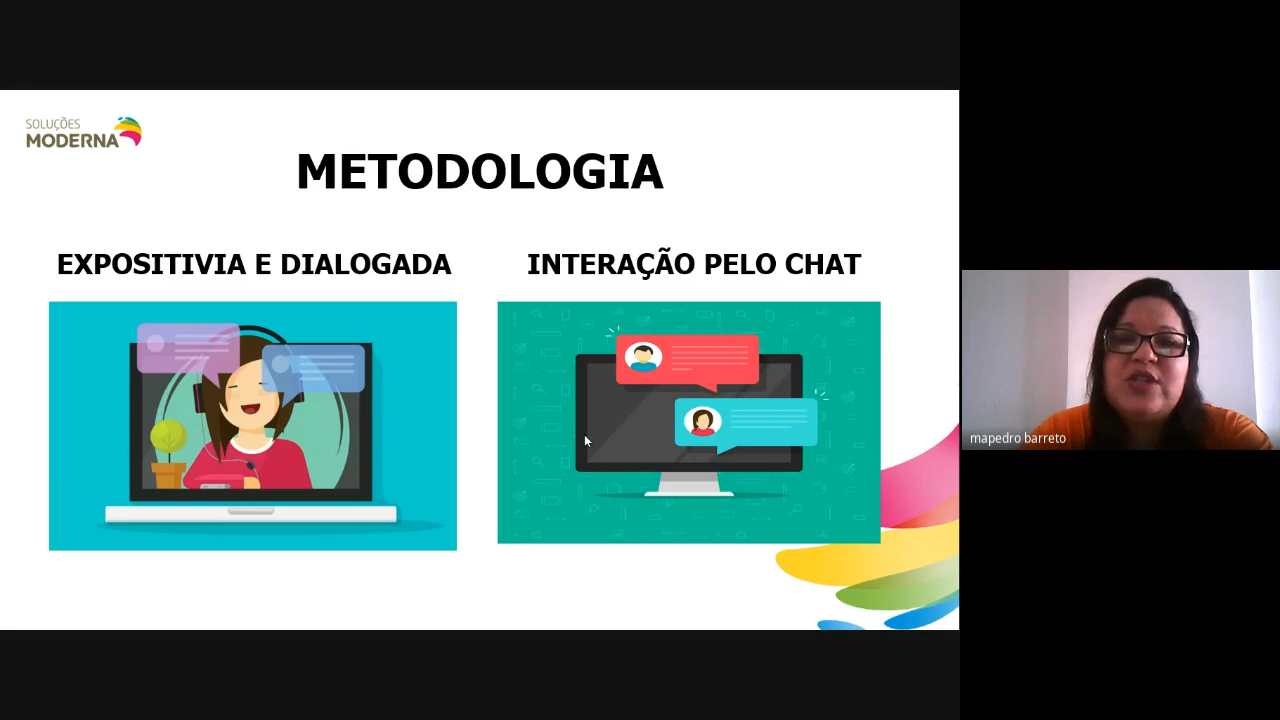 SOLUÇÕES
MODERNA
METODOLOGIA
EXPOSITIVIA E DIALOGADA
INTERAÇÃO PELO CHAT
mapedro barreto